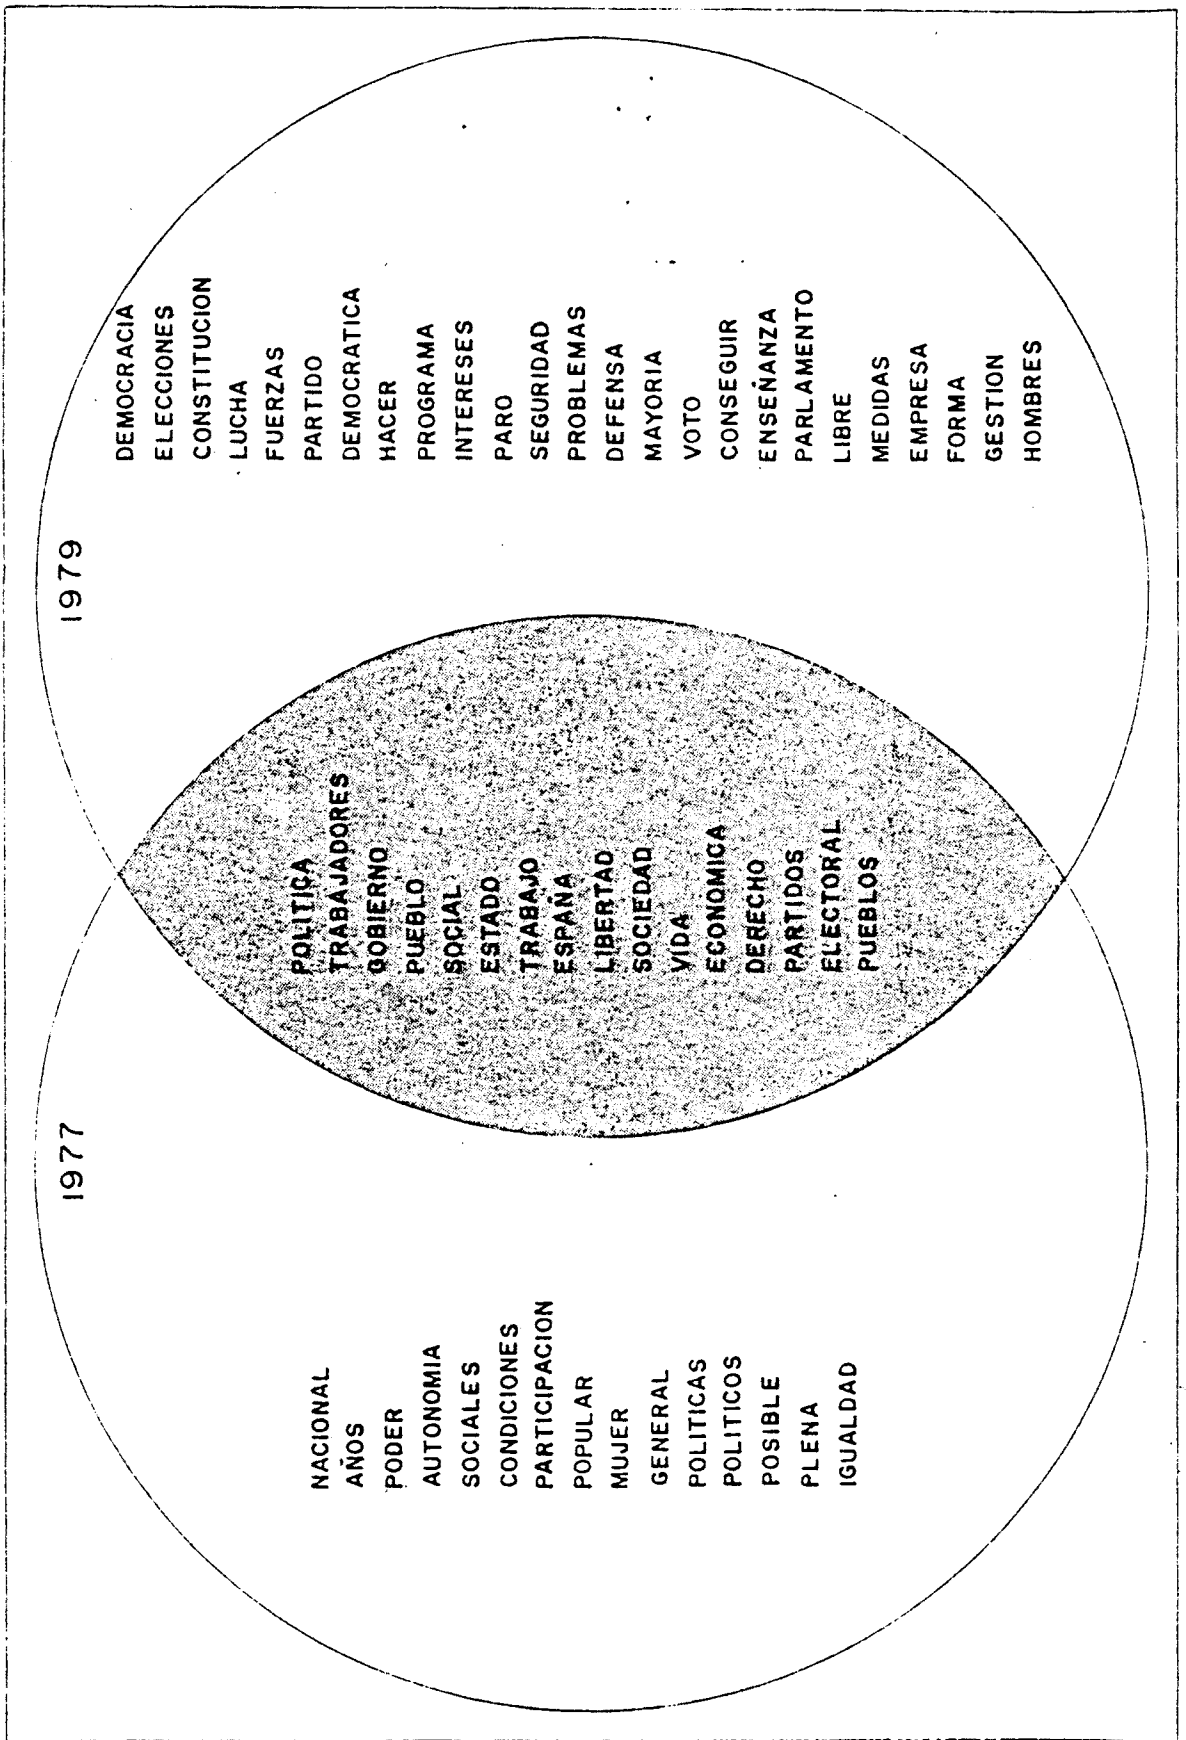 1977
NACIONAL
AÑOS
PODER
AUTONOMIA
SOCIALES
CONDICIONES
PARTICIPACION
POPULAR
MUJER
GENERAL
POLITICAS
POLITICOS
POSIBLE
PLENA
IGUALDAD
POLITICA
TRABAJADORES
GOBIERNO
PUEBLO
SOCIAL
ESTADO
TRABAJO
ESPAÑA
LIBERTAD
SOCIEDAD
VIDA
ECONOMICA
DERECHO
PARTIDOS
ELECTORAL
PUEBLOS
1979
DEMOCRACIA
ELECCIONES
CONSTITUCION
LUCHA
FUERZAS
PARTIDO
DEMOCRATICA
HACER
PROGRAMA
INTERESES
PARO
SEGURIDAD
PROBLEMAS
DEFENSA
MAYORIA
VOTO
CONSEGUIR
ENSEÑANZA
PARLAMENTO
LIBRE
MEDIDAS
EMPRESA
FORMA
GESTION
HOMBRES